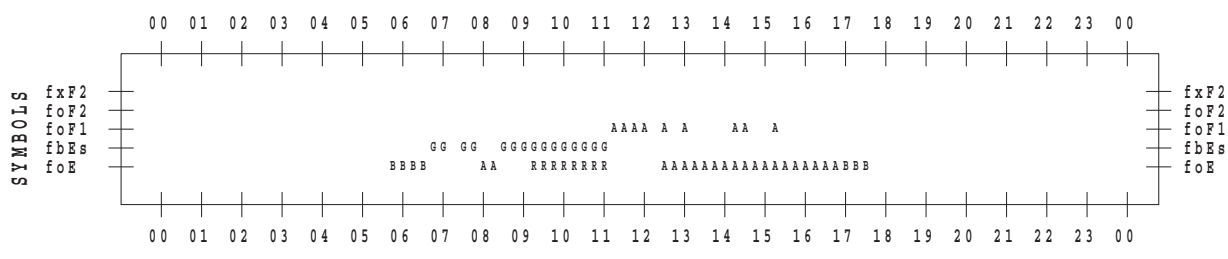 00 01 02 03 04 05 06 07 08 09 10 11 12 13 14 15 16 17 18 19 20 21 22 23 00
SYMBOLS
fxF2 fxF2
foF2 foF2
foF1 AAAA A A AA A foF1
fbEs GG GG GGGGGGGGGGG fbEs
foE BBBB AA RRRRRRRR AAAAAAAAAAAAAAAAAABBB foE
00 01 02 03 04 05 06 07 08 09 10 11 12 13 14 15 16 17 18 19 20 21 22 23 00